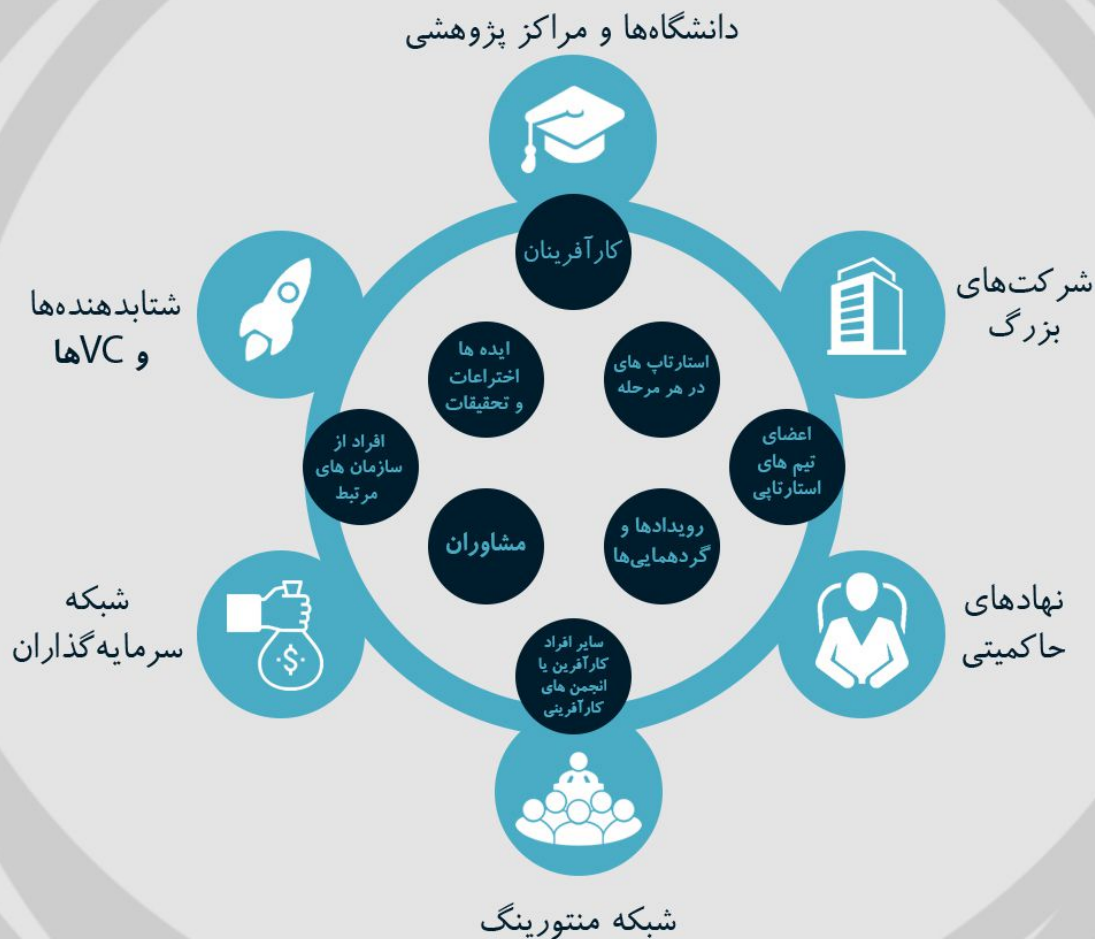 دانشگاه‌ها و مراکز پژوهشی
کارآفرینان
شرکت‌های
بزرگ
شتابدهنده‌ها
و VCها
ایده ها
اختراعات
و تحقیقات
استارتاپ های
در هر مرحله
اعضای
تیم های
استارتاپی
افراد از
سازمان های
مرتبط
مشاوران
رویدادها و
گردهمایی‌ها
نهادهای
حاکمیتی
شبکه
سرمایه‌گذاران
سایر افراد
کارآفرین یا
انجمن های
کارآفرینی
$
شبکه منتورینگ